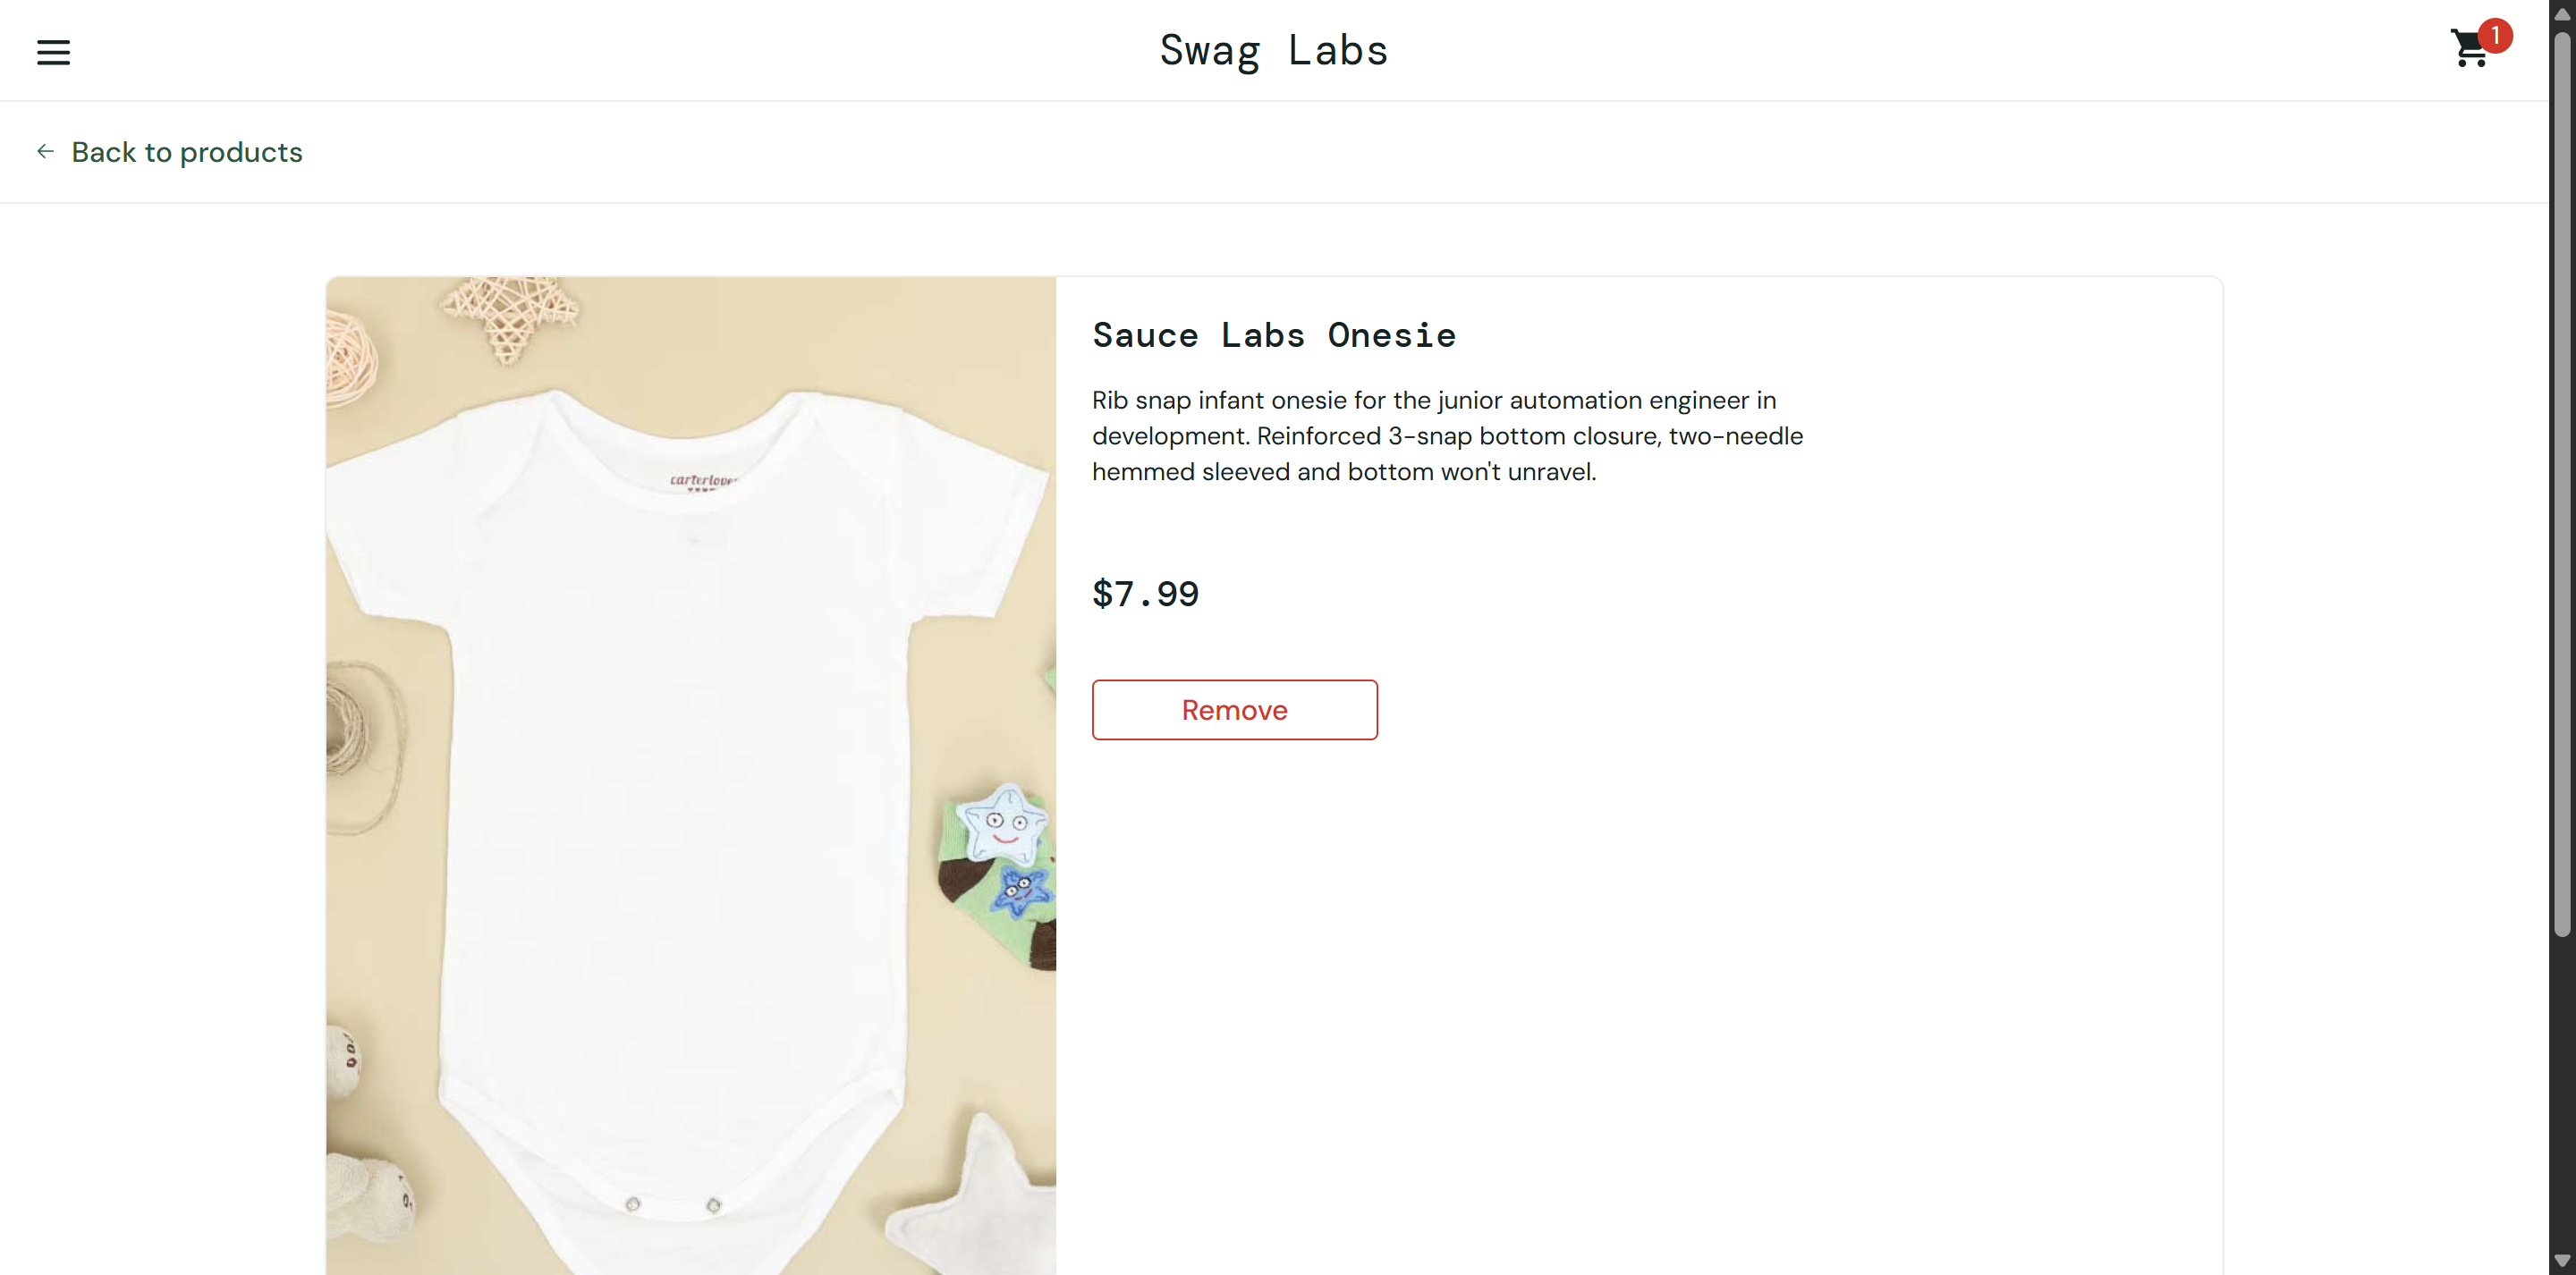 Swag Labs
1
Back to products
Sauce Labs Onesie
Rib snap infant onesie for the junior automation engineer in
development. Reinforced 3-snap bottom closure, two-needle
hemmed sleeved and bottom won't unravel.
$7.99
Remove